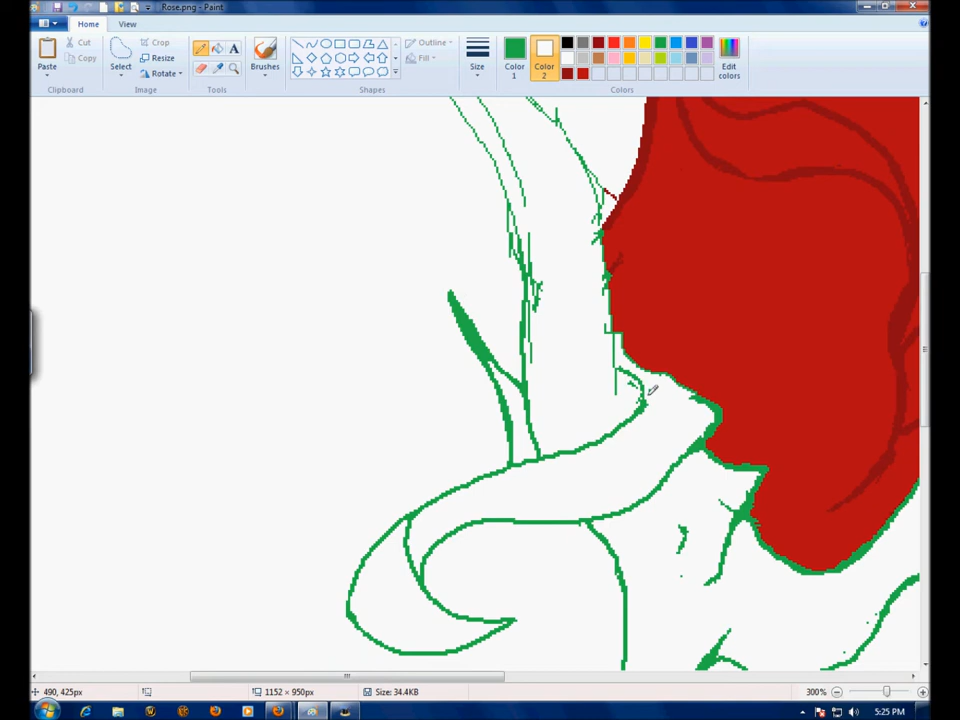 Rose.png - Paint
Home View
Paste
Cut
Copy
Clipboard
Select
Crop
Resize
Rotate
Image
A
Tools
Brushes
Shapes
Outline
Fill
Size
Color 1
Color 2
Edit colors
Colors
490, 425px
1152 × 950px
Size: 34.4KB
300%
5:25 PM